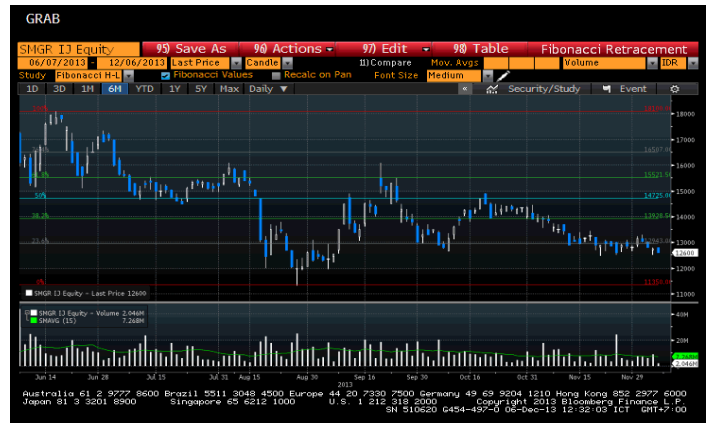 GRAB
SMGR IJ Equity 95) Save As 96) Actions 97) Edit 98) Table Fibonacci Retracement
06/07/2013 - 12/06/2013 Last Price Candle 11) Compare Mov. Avgs Volume IDR
Study Fibonacci H-L Fibonacci Values Recalc on Pan Font Size Medium
1D 3D 1M 6M YTD 1Y 5Y Max Daily ▼ « Security/Study Event
18000
17000
16000
15521.5
15000
50% 14725.00
14000
38.2% 13928.5
23.6%
13000
12600
0% 11350.0
11000
SMGR IJ Equity - Last Price 12600
SMGR IJ Equity - Volume 2.046M
SMAVG (15) 7.268M
40M
20M
2.046M
Jun 14 Jun 28 Jul 15 Jul 31 Aug 15 Aug 30 Sep 16 Sep 30 Oct 16 Oct 31 Nov 15 Nov 29
2013
Australia 61 2 9777 8600 Brazil 5511 3048 4500 Europe 44 20 7330 7500 Germany 49 69 9204 1210 Hong Kong 852 2977 6000
Japan 81 3 3201 8900 Singapore 65 6212 1000 U.S. 1 212 318 2000 Copyright 2013 Bloomberg Finance L.P.
SN 510620 G454-497-0 06-Dec-13 12:32:03 ICT GMT+7:00